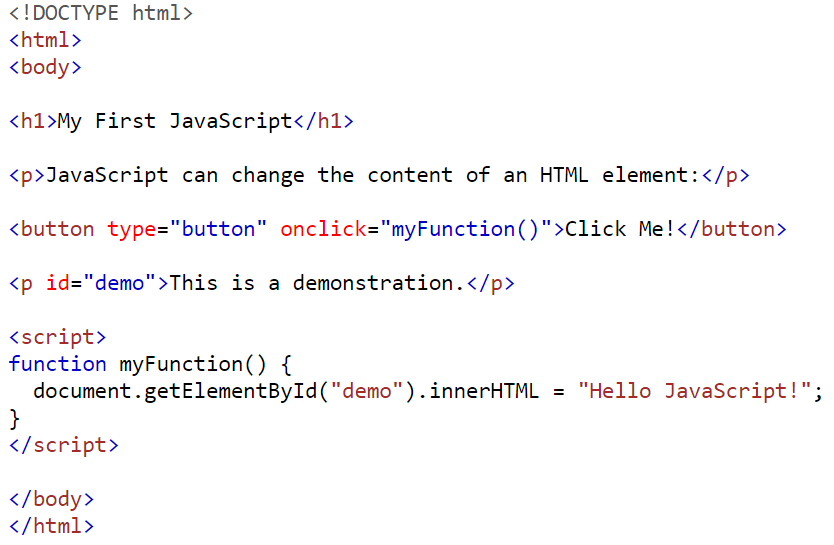 <!DOCTYPE html>
<html>
<body>
<h1>My First JavaScript</h1>
<p>JavaScript can change the content of an HTML element:</p>
<button type="button" onclick="myFunction()">Click Me!</button>
<p id="demo">This is a demonstration.</p>
<script>
function myFunction() {
  document.getElementById("demo").innerHTML = "Hello JavaScript!";
}
</script>
</body>
</html>